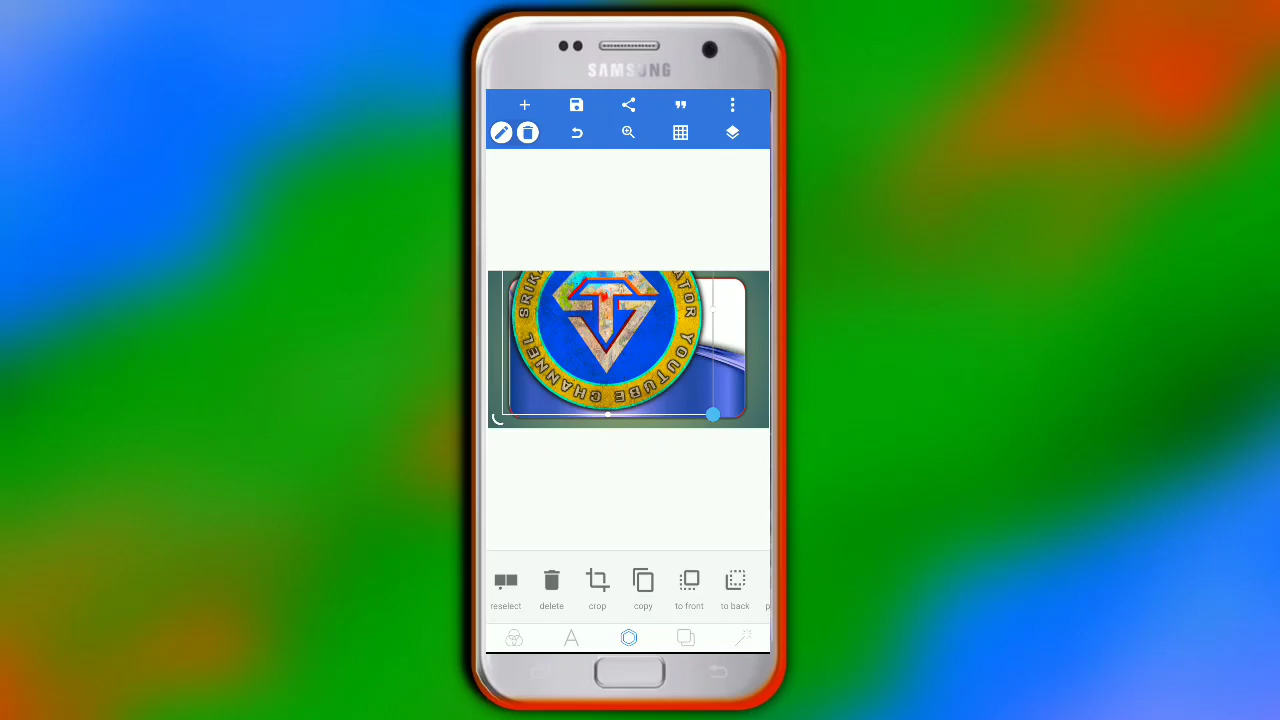 SAMSUNG
SRIK
ATOR YOUTUBE CHANNEL
T
reselect
delete
crop
copy
to front
to back
p
A